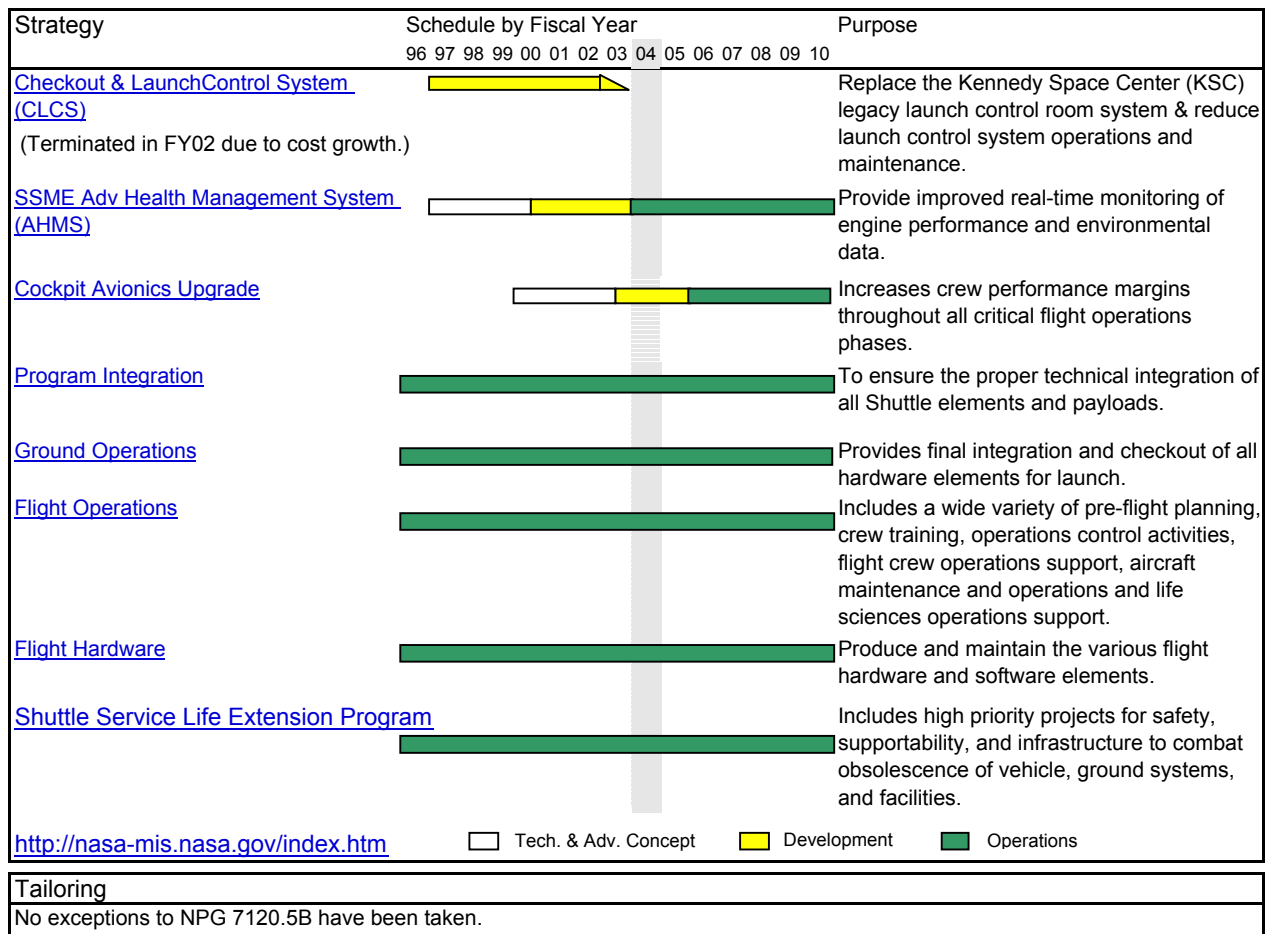 Strategy Schedule by Fiscal Year Purpose
96 97 98 99 00 01 02 03 04 05 06 07 08 09 10
Checkout & LaunchControl System
(CLCS)
(Terminated in FY02 due to cost growth.)
Replace the Kennedy Space Center (KSC)
legacy launch control room system & reduce
launch control system operations and
maintenance.
SSME Adv Health Management System
(AHMS)
Provide improved real-time monitoring of
engine performance and environmental
data.
Cockpit Avionics Upgrade
Increases crew performance margins
throughout all critical flight operations
phases.
Program Integration
To ensure the proper technical integration of
all Shuttle elements and payloads.
Ground Operations
Provides final integration and checkout of all
hardware elements for launch.
Flight Operations
Includes a wide variety of pre-flight planning,
crew training, operations control activities,
flight crew operations support, aircraft
maintenance and operations and life
sciences operations support.
Flight Hardware
Produce and maintain the various flight
hardware and software elements.
Shuttle Service Life Extension Program
Includes high priority projects for safety,
supportability, and infrastructure to combat
obsolescence of vehicle, ground systems,
and facilities.
http://nasa-mis.nasa.gov/index.htm Tech. & Adv. Concept Development Operations
Tailoring
No exceptions to NPG 7120.5B have been taken.